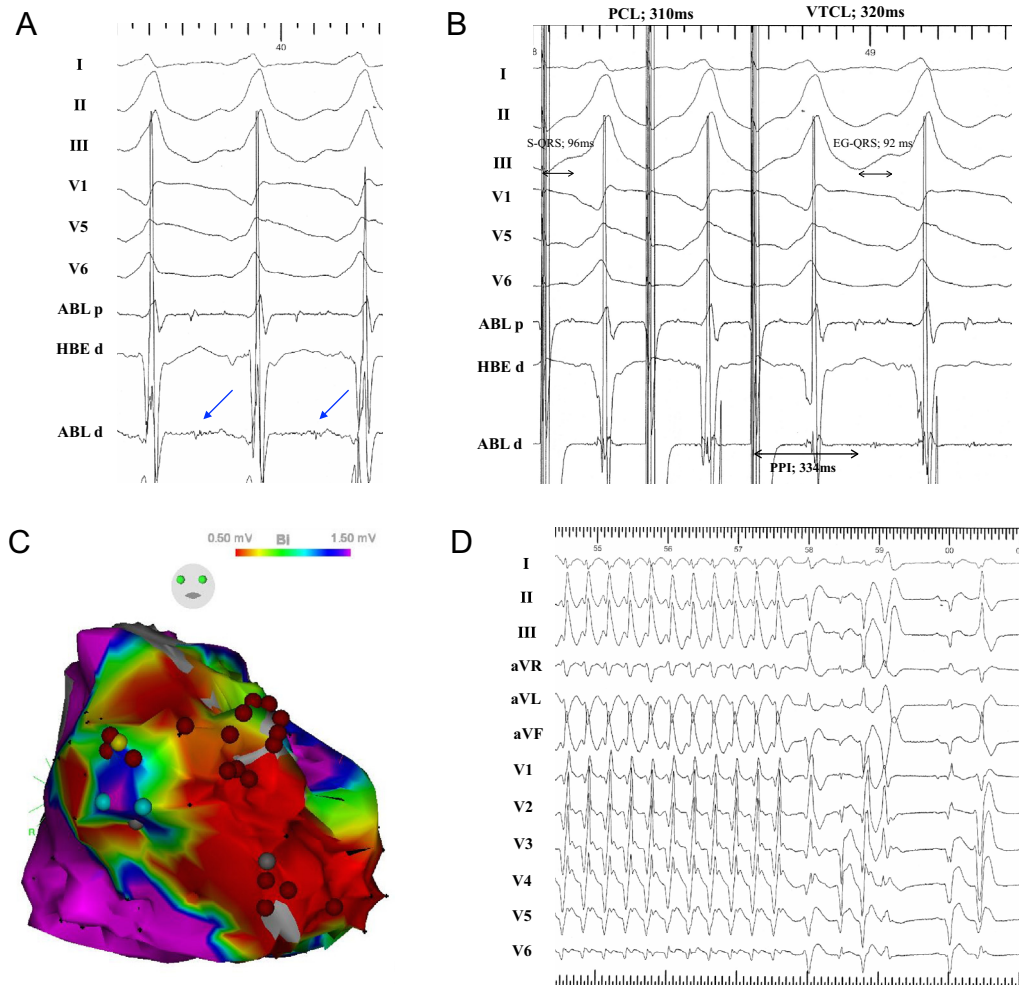 A
40
I
II
III
V1
V5
V6
ABL p
HBE d
ABL d
B
PCL; 310ms
VTCL; 320ms
8
49
I
II
III
S-QRS; 96ms
EG-QRS; 92 ms
V1
V5
V6
ABL p
HBE d
ABL d
PPI; 334ms
C
0.50 mV
Bi
1.50 mV
R
D
55
56
57
58
59
00
0
I
II
III
aVR
aVL
aVF
V1
V2
V3
V4
V5
V6